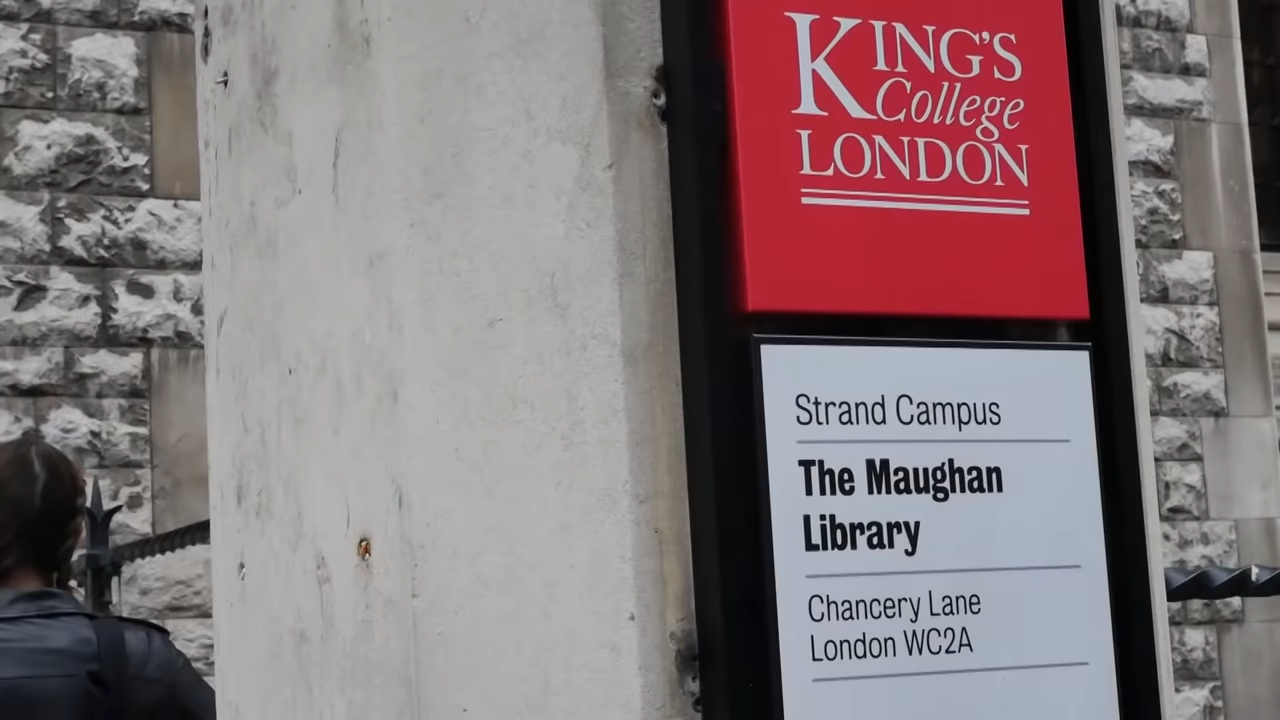 KING'S
College
LONDON
Strand Campus
The Maughan
Library
Chancery Lane
London WC2A